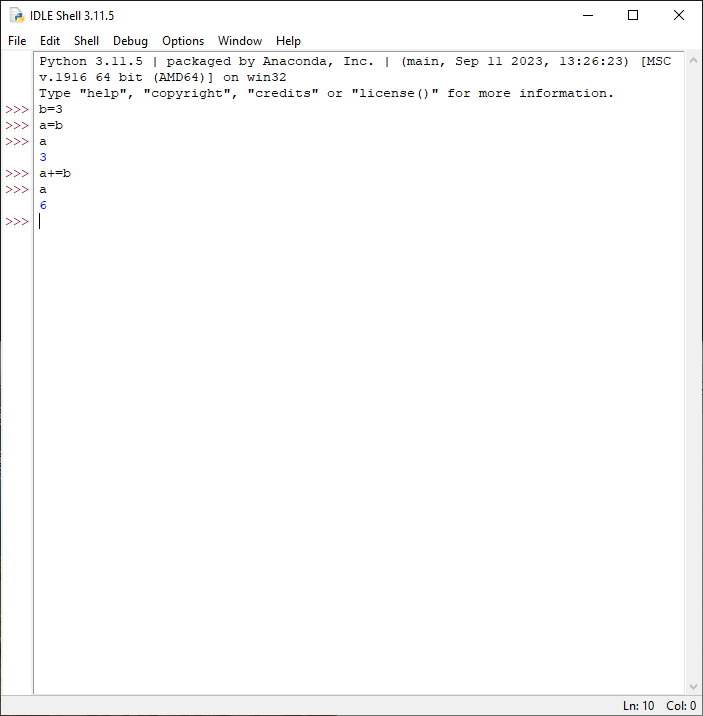 IDLE Shell 3.11.5
File Edit Shell Debug Options Window Help
Python 3.11.5 | packaged by Anaconda, Inc. | (main, Sep 11 2023, 13:26:23) [MSC
v.1916 64 bit (AMD64)] on win32
Type "help", "copyright", "credits" or "license()" for more information.
>>> b=3
>>> a=b
>>> a
3
>>> a+=b
>>> a
6
>>>
Ln: 10 Col: 0